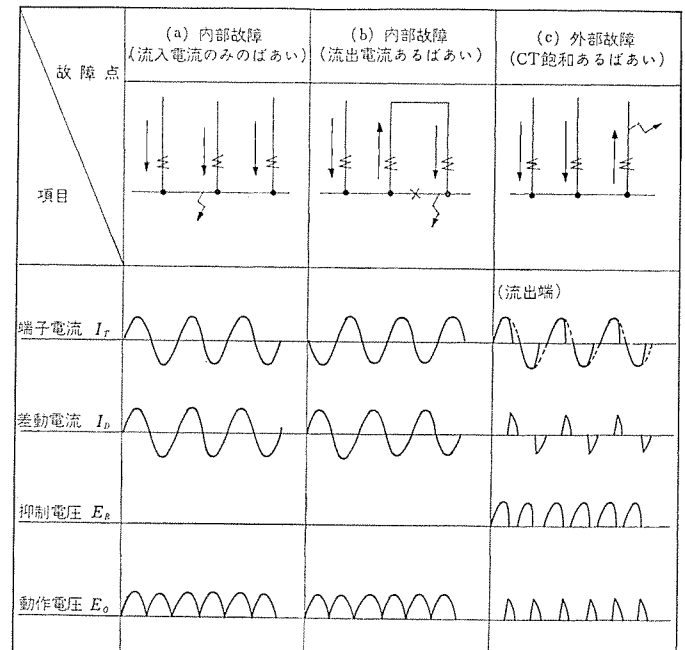 故障点
項目
(a) 内部故障
(流入電流のみのばあい)
(b) 内部故障
(流出電流あるばあい)
(c) 外部故障
(CT飽和あるばあい)
端子電流 I_T
(流出端)
差動電流 I_D
抑制電圧 E_R
動作電圧 E_O